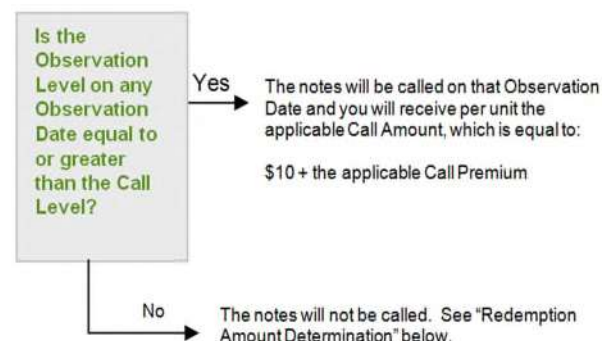 Is the
Observation
Level on any
Observation
Date equal to
or greater
than the Call
Level?
Yes
The notes will be called on that Observation
Date and you will receive per unit the
applicable Call Amount, which is equal to:
$10 + the applicable Call Premium
No
The notes will not be called. See “Redemption
Amount Determination” below.